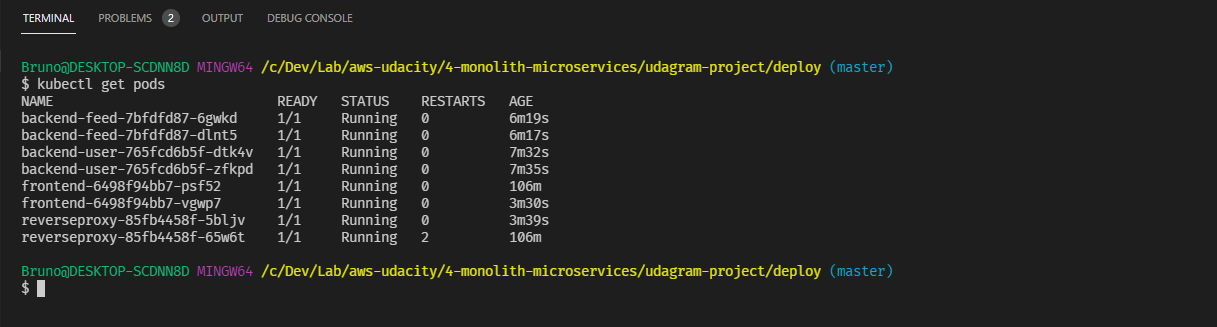 TERMINAL PROBLEMS 2 OUTPUT DEBUG CONSOLE
Bruno@DESKTOP-SCDNN8D MINGW64 /c/Dev/Lab/aws-udacity/4-monolith-microservices/udagram-project/deploy (master)
$ kubectl get pods
NAME READY STATUS RESTARTS AGE
backend-feed-7bfdfd87-6gwkd 1/1 Running 0 6m19s
backend-feed-7bfdfd87-dlnt5 1/1 Running 0 6m17s
backend-user-765fcd6b5f-dtk4v 1/1 Running 0 7m32s
backend-user-765fcd6b5f-zfkpd 1/1 Running 0 7m35s
frontend-6498f94bb7-psf52 1/1 Running 0 106m
frontend-6498f94bb7-vgwp7 1/1 Running 0 3m30s
reverseproxy-85fb4458f-5bljv 1/1 Running 0 3m39s
reverseproxy-85fb4458f-65w6t 1/1 Running 2 106m
Bruno@DESKTOP-SCDNN8D MINGW64 /c/Dev/Lab/aws-udacity/4-monolith-microservices/udagram-project/deploy (master)
$